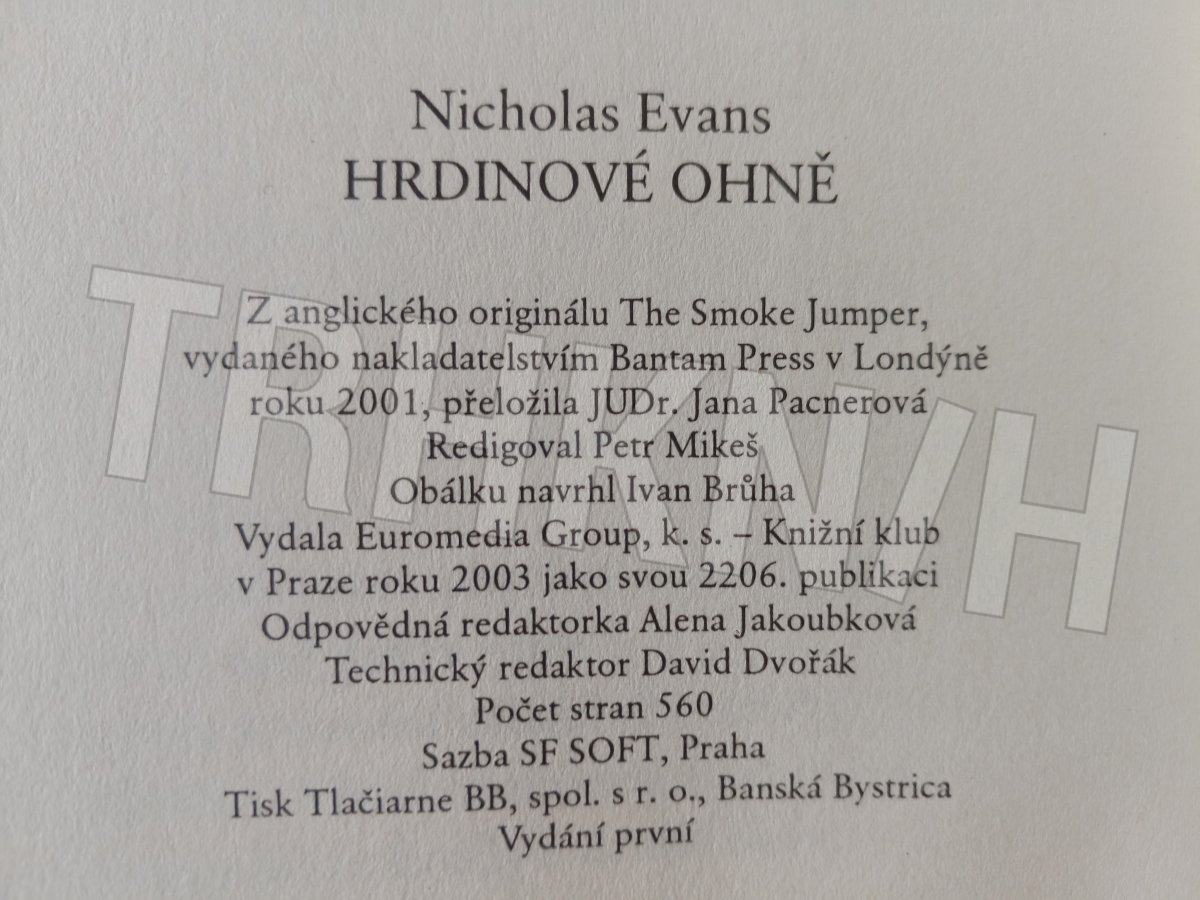 Nicholas Evans
HRDINOVÉ OHNĚ
Z anglického originálu The Smoke Jumper,
vydaného nakladatelstvím Bantam Press v Londýně
roku 2001, přeložila JUDr. Jana Pacnerová
Redigoval Petr Mikeš
Obálku navrhl Ivan Brůha
Vydala Euromedia Group, k. s. – Knižní klub
v Praze roku 2003 jako svou 2206. publikaci
Odpovědná redaktorka Alena Jakoubková
Technický redaktor David Dvořák
Počet stran 560
Sazba SF SOFT, Praha
Tisk Tlačiarne BB, spol. s r. o., Banská Bystrica
Vydání první
TRHKNIH